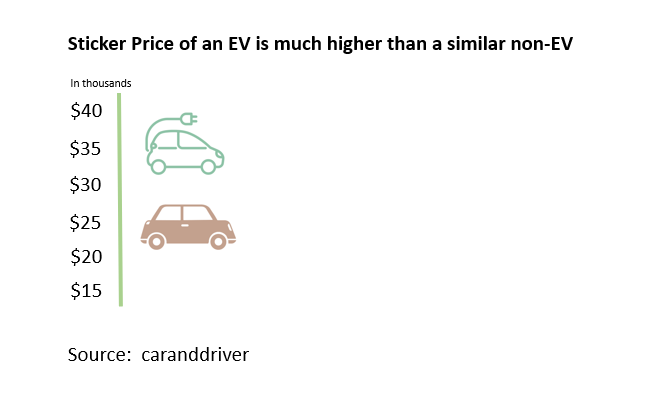 Sticker Price of an EV is much higher than a similar non-EV
In thousands
$40
$35
$30
$25
$20
$15
Source:  caranddriver